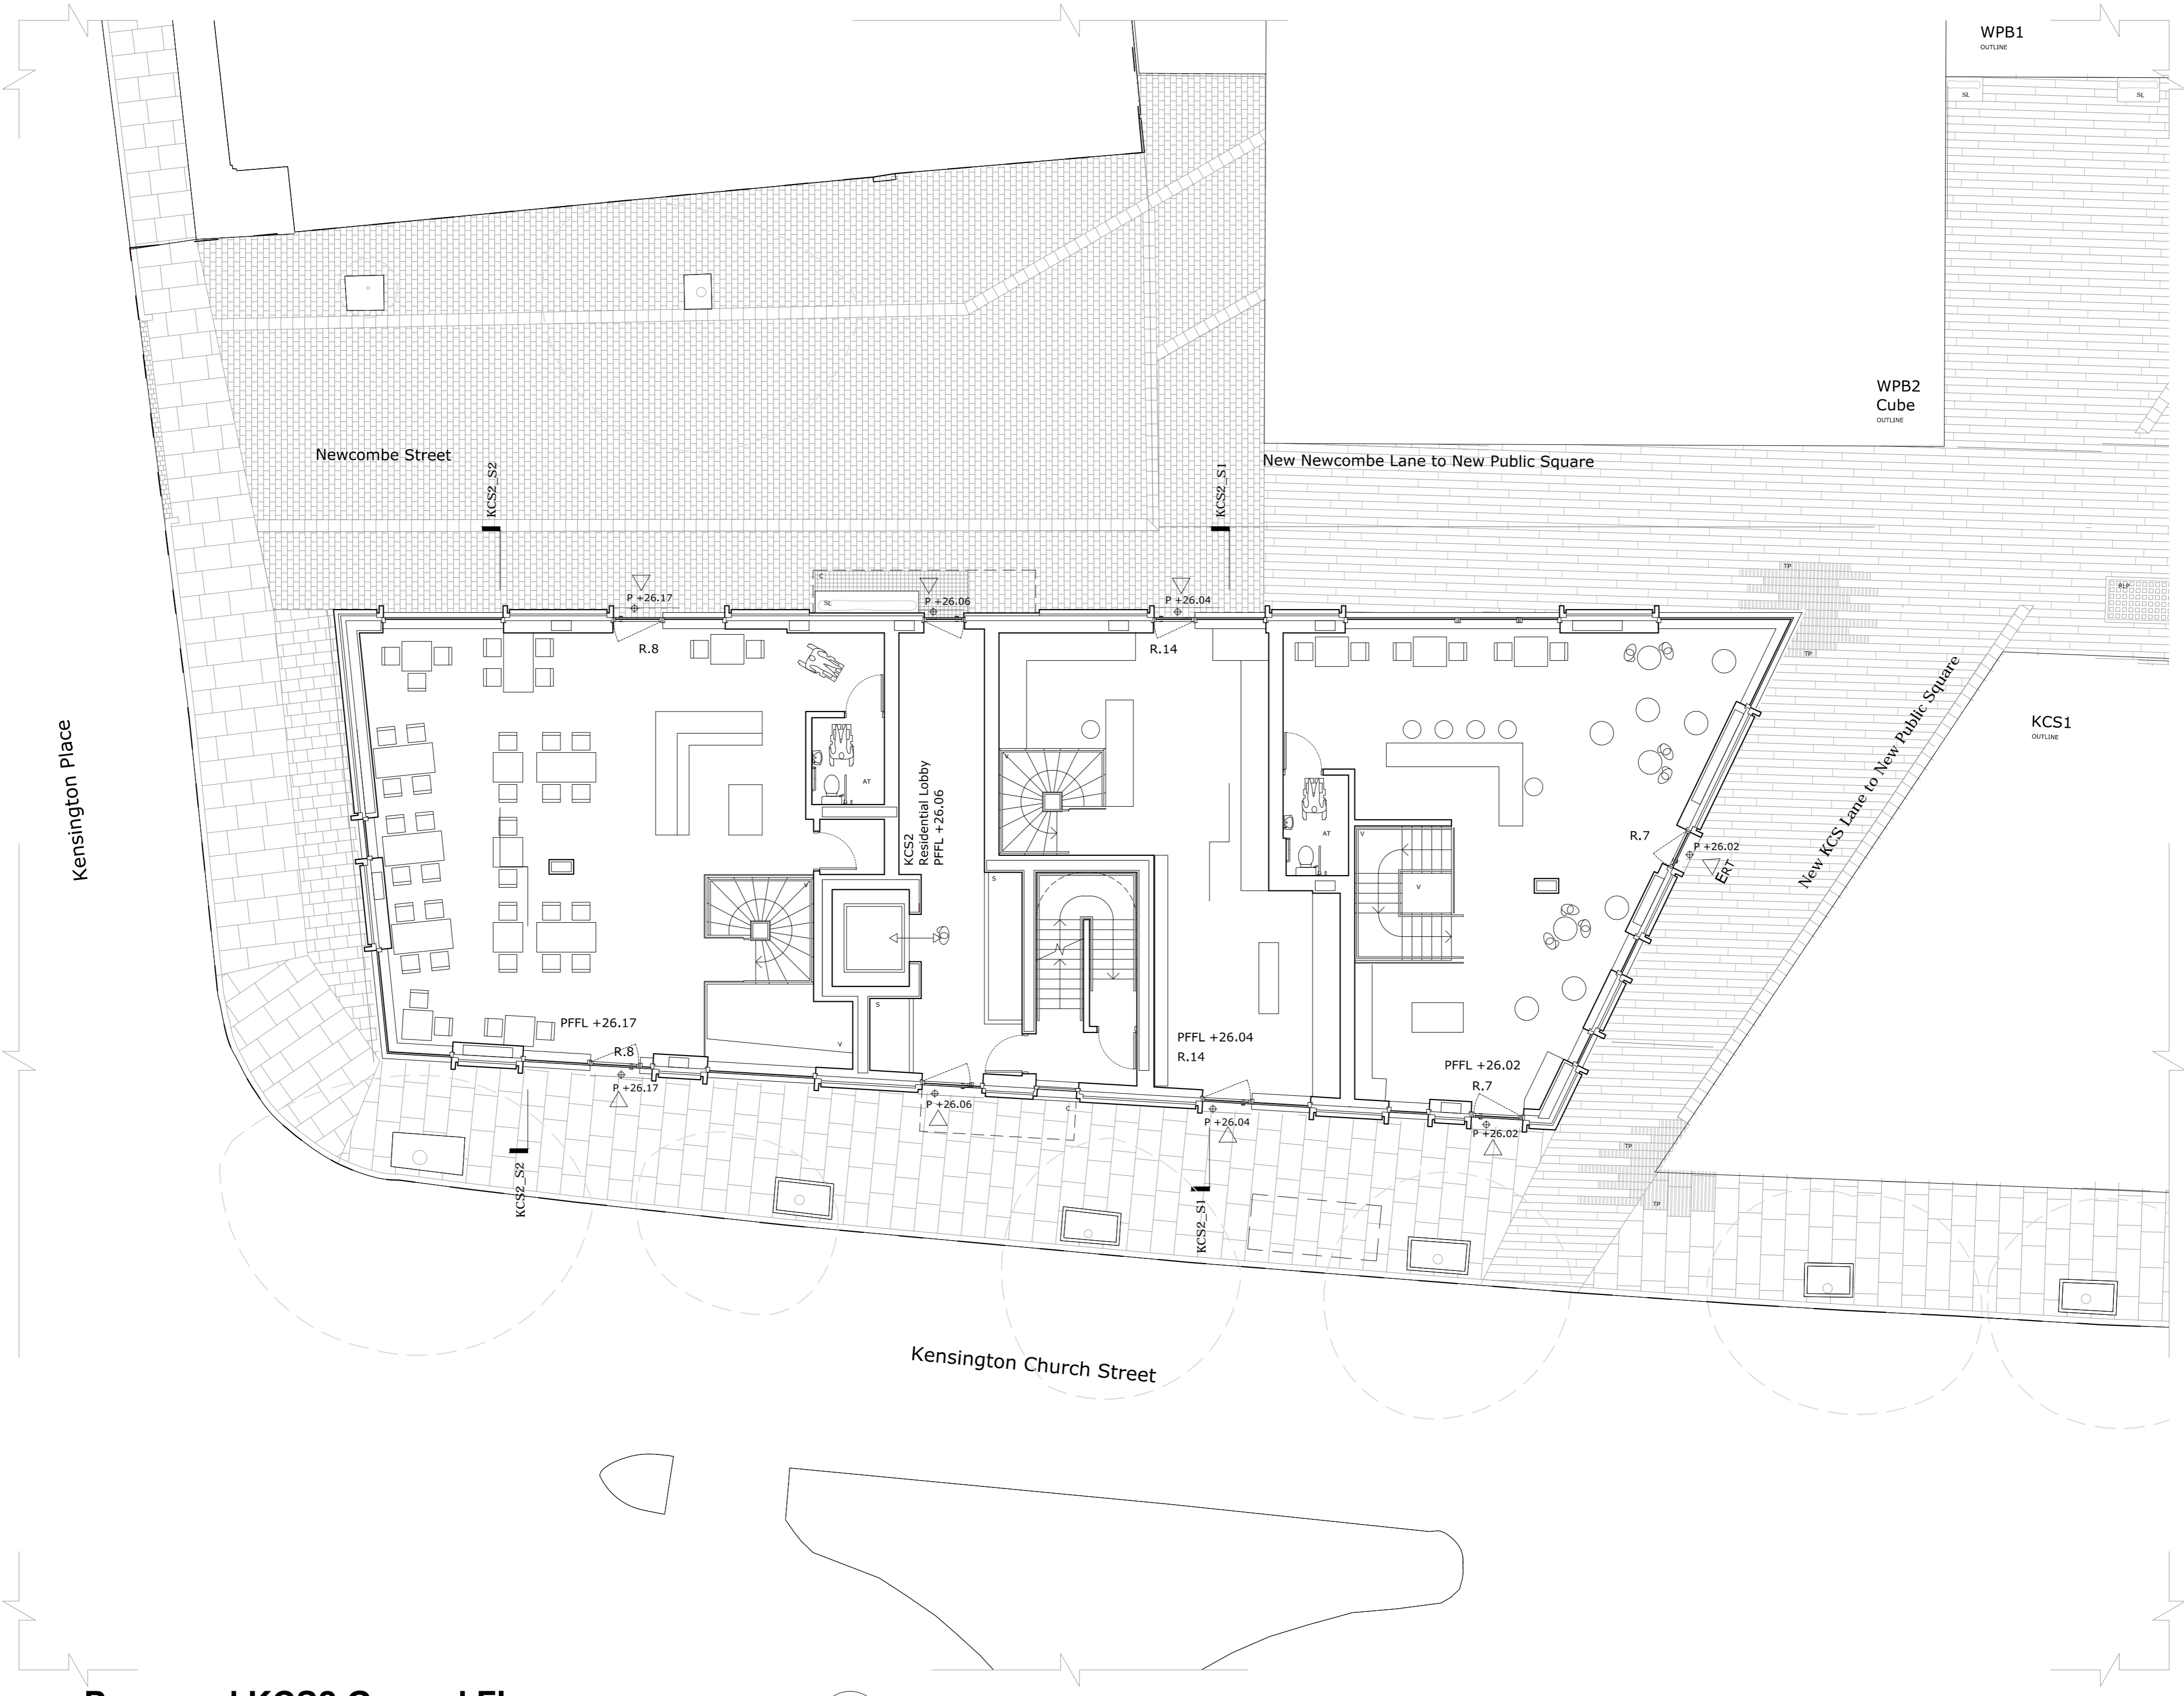 WPB1
OUTLINE
SL
SL
WPB2
Cube
OUTLINE
Newcombe Street
KCS2_S2
KCS2_S1
New Newcombe Lane to New Public Square
TP
RLP
C
SL
P +26.17
P +26.06
P +26.04
R.8
R.14
TP
New KCS Lane to New Public Square
KCS1
OUTLINE
Kensington Place
AT
KCS2
Residential Lobby
PFFL +26.06
V
AT
V
R.7
P +26.02
ERT
V
S
V
S
PFFL +26.17
V
R.8
P +26.17
P +26.06
C
PFFL +26.04
R.14
P +26.04
PFFL +26.02
R.7
P +26.02
TP
TP
KCS2_S2
KCS2_S1
Kensington Church Street